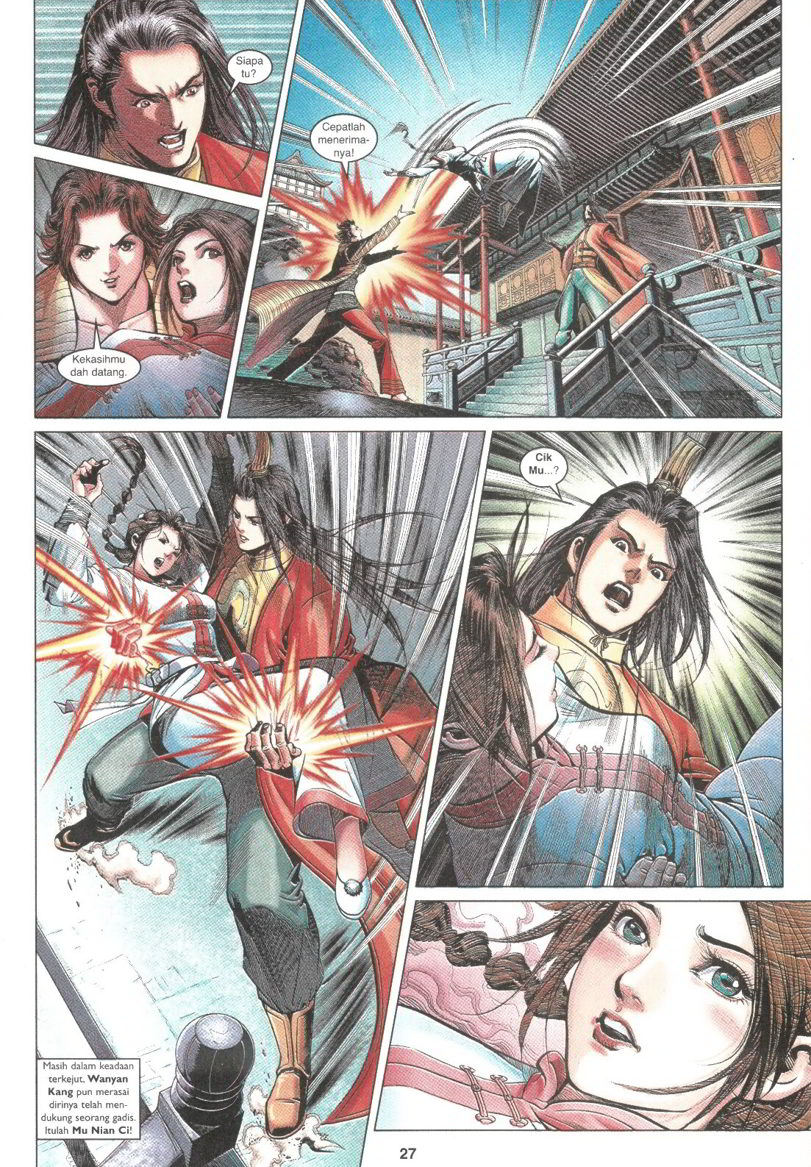 Siapa
tu?
Cepatlah
menerima-
nya!
Kekasihmu
dah datang.
Cik
Mu...?
Masih dalam keadaan
terkejut, Wanyan
Kang pun merasai
dirinya telah men-
dukung seorang gadis.
Itulah Mu Nian Ci!
27